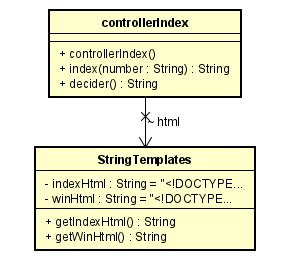 controllerIndex
+ controllerIndex()
+ index(number : String) : String
+ decider() : String
- html
StringTemplates
- indexHtml : String = "<!DOCTYPE...
- winHtml : String = "<!DOCTYPE...
+ getIndexHtml() : String
+ getWinHtml() : String